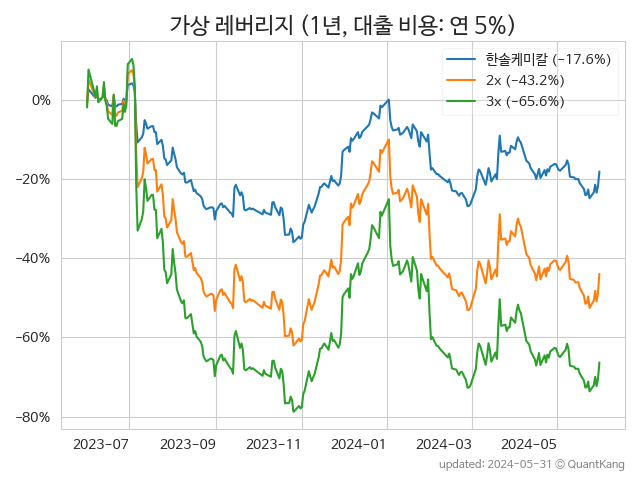 가상 레버리지 (1년, 대출 비용: 연 5%)
한솔케미칼 (−17.6%)
2x (−43.2%)
3x (−65.6%)
0%
−20%
−40%
−60%
−80%
2023-07 2023-09 2023-11 2024-01 2024-03 2024-05
updated: 2024-05-31 © QuantKang